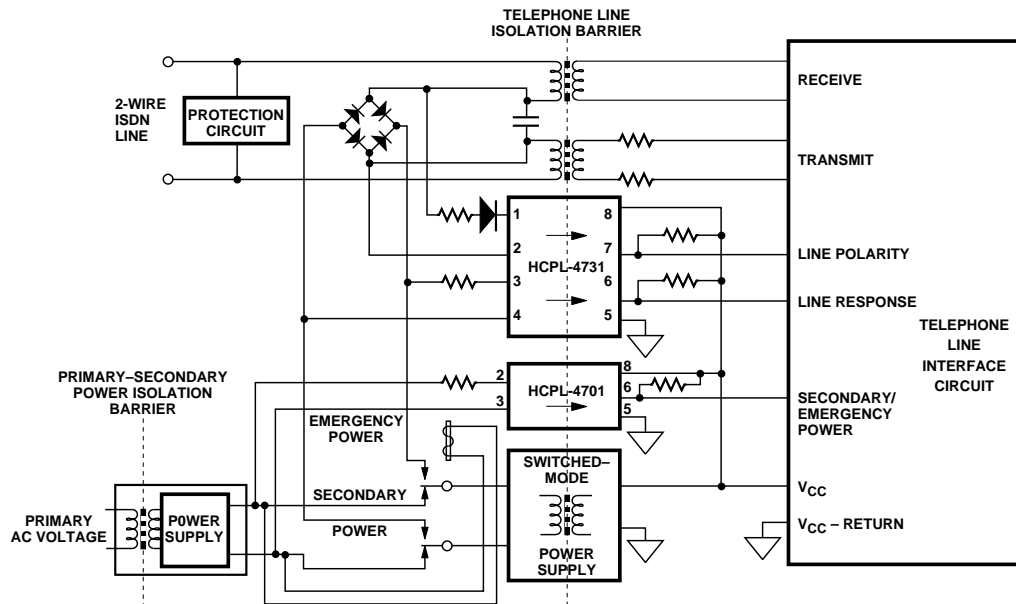 TELEPHONE LINE
ISOLATION BARRIER
2-WIRE
ISDN
LINE
PROTECTION
CIRCUIT
RECEIVE
TRANSMIT
1
8
2
7
HCPL-4731
3
6
4
5
LINE POLARITY
LINE RESPONSE
TELEPHONE
LINE
INTERFACE
CIRCUIT
PRIMARY–SECONDARY
POWER ISOLATION
BARRIER
2
8
HCPL-4701
6
3
5
SECONDARY/
EMERGENCY
POWER
EMERGENCY
POWER
SWITCHED–
MODE
SECONDARY
POWER
POWER
SUPPLY
VCC
VCC – RETURN
PRIMARY
AC VOLTAGE
P0WER
SUPPLY